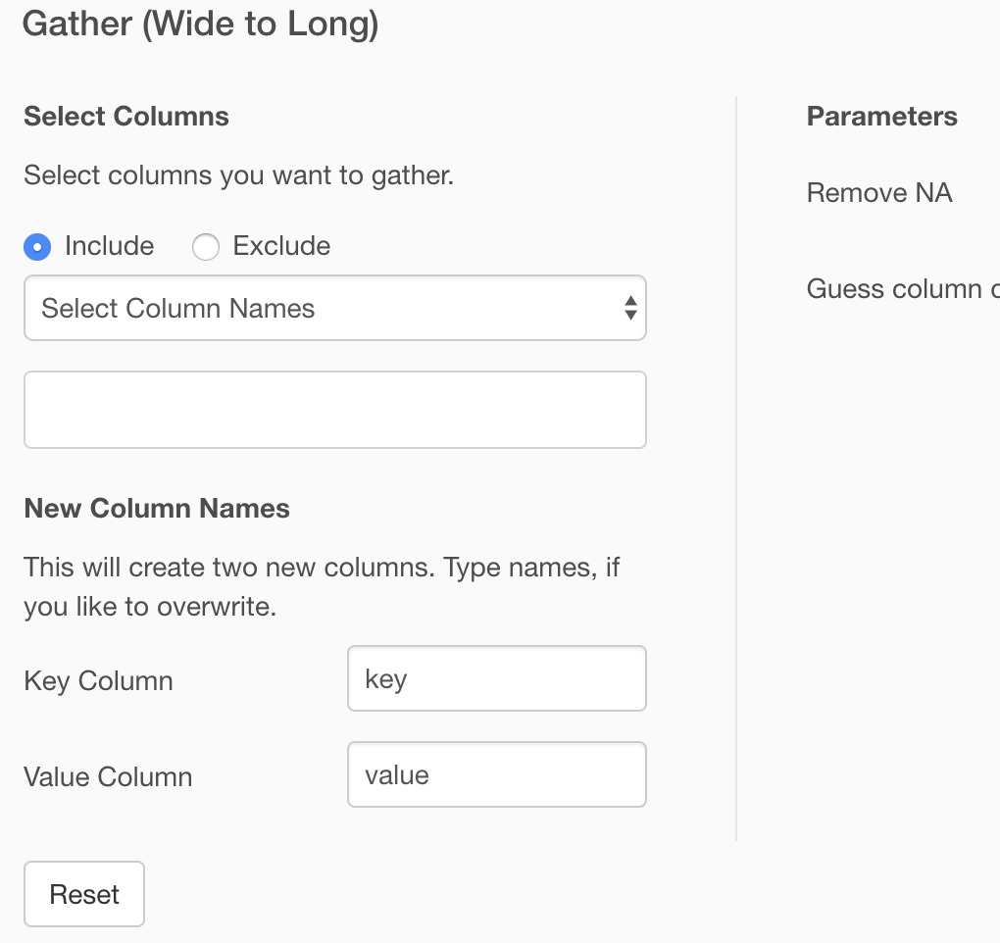 Gather (Wide to Long)
Select Columns
Select columns you want to gather.
Include
Exclude
Select Column Names
New Column Names
This will create two new columns. Type names, if
you like to overwrite.
Key Column
key
Value Column
value
Reset
Parameters
Remove NA
Guess column